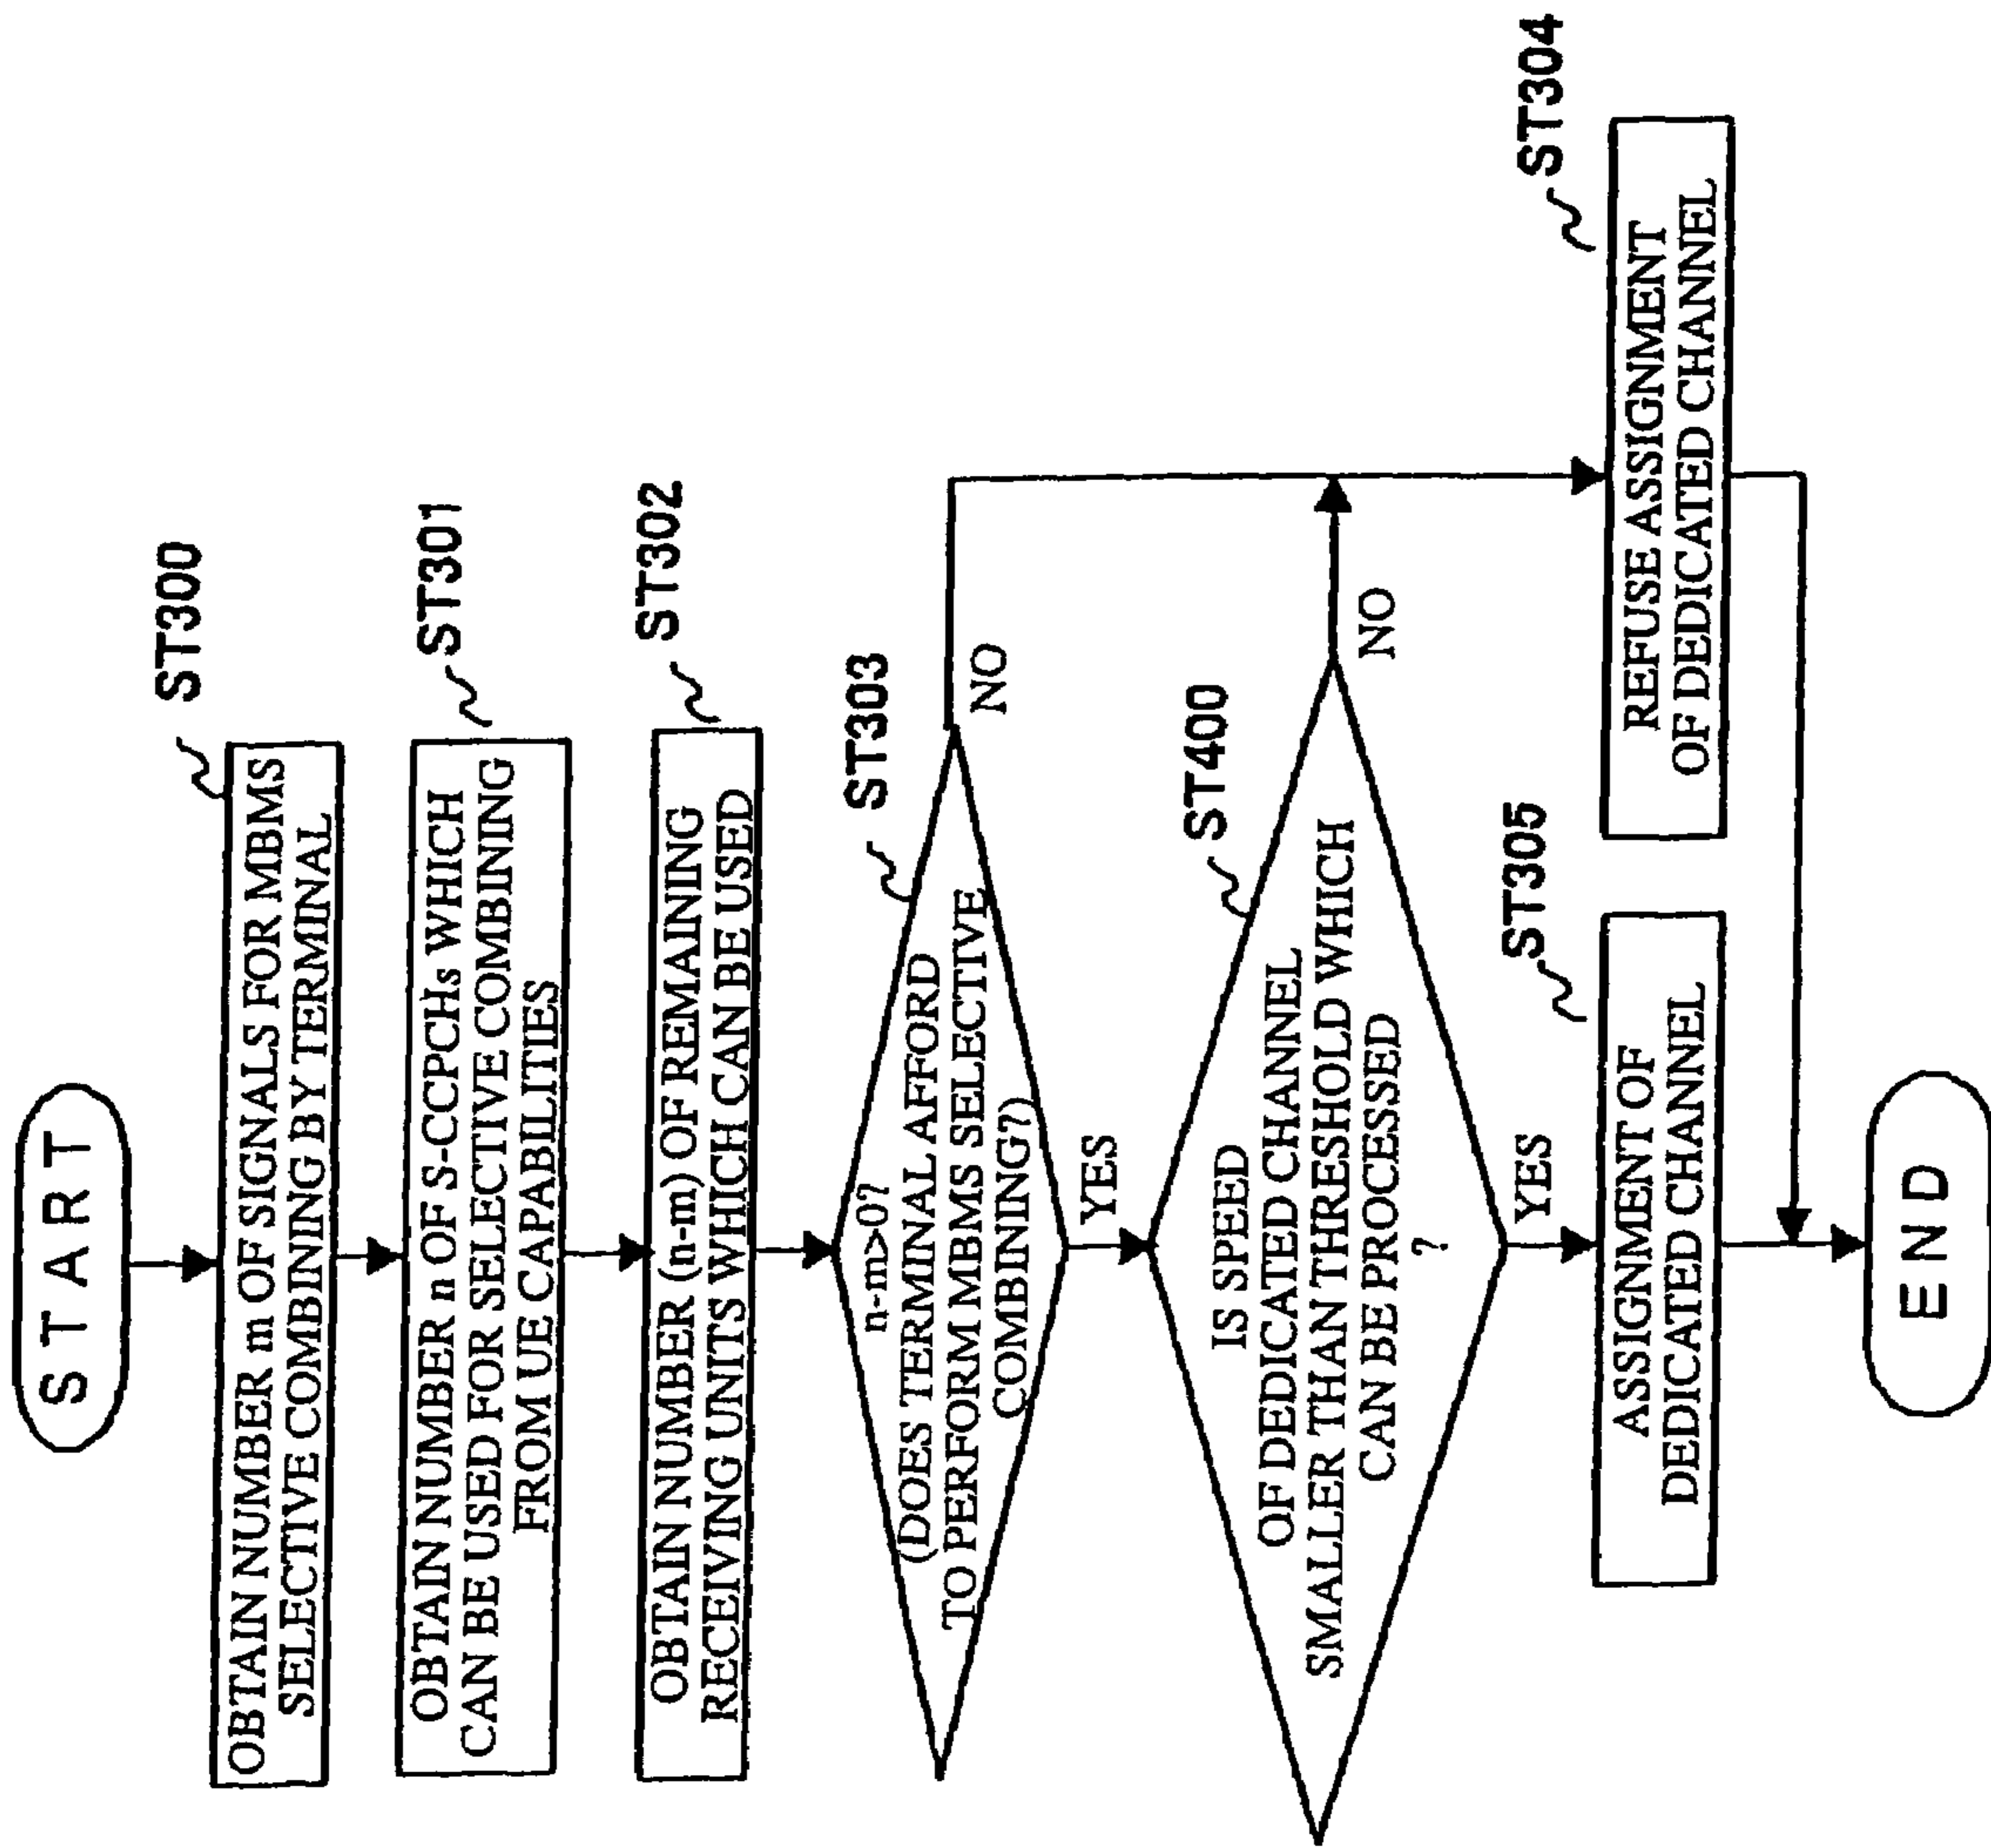 START
ST300
OBTAIN NUMBER m OF SIGNALS FOR MBMS
SELECTIVE COMBINING BY TERMINAL
ST301
OBTAIN NUMBER n OF S-CCPCHs WHICH
CAN BE USED FOR SELECTIVE COMBINING
FROM UE CAPABILITIES
ST302
OBTAIN NUMBER (n-m) OF REMAINING
RECEIVING UNITS WHICH CAN BE USED
ST303
n-m>0?
(DOES TERMINAL AFFORD
TO PERFORM MBMS SELECTIVE
COMBINING?)
NO
YES
ST400
IS SPEED
OF DEDICATED CHANNEL
SMALLER THAN THRESHOLD WHICH
CAN BE PROCESSED
?
NO
YES
ST305
ASSIGNMENT OF
DEDICATED CHANNEL
ST304
REFUSE ASSIGNMENT
OF DEDICATED CHANNEL
END